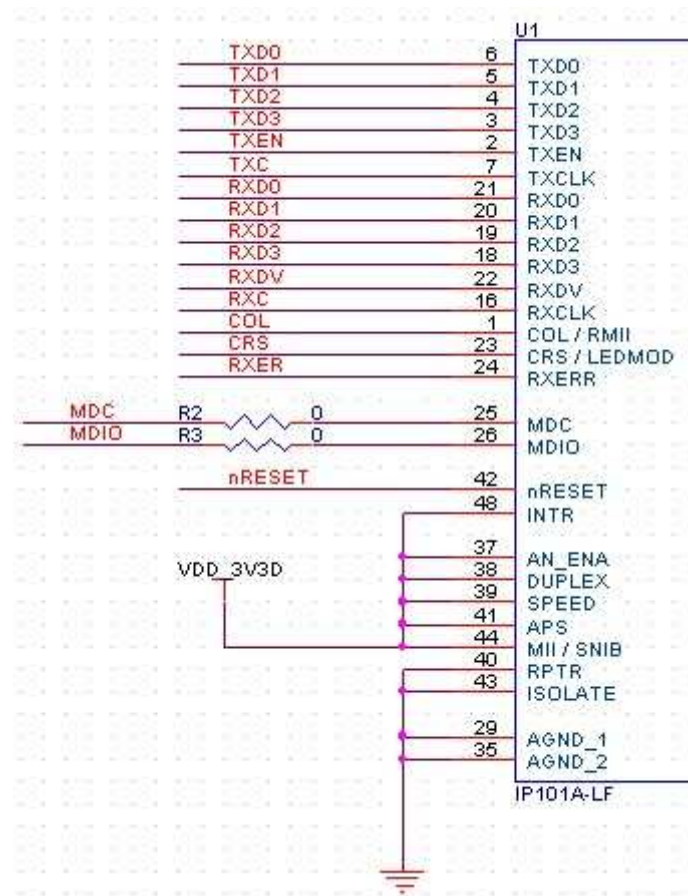 U1
TXD0 6 TXD0
TXD1 5 TXD1
TXD2 4 TXD2
TXD3 3 TXD3
TXEN 2 TXEN
TXC 7 TXCLK
RXD0 21 RXD0
RXD1 20 RXD1
RXD2 19 RXD2
RXD3 18 RXD3
RXDV 22 RXDV
RXC 16 RXCLK
COL 1 COL / RMII
CRS 23 CRS / LEDMOD
RXER 24 RXERR
MDC R2 0 25 MDC
MDIO R3 0 26 MDIO
nRESET 42 nRESET
48 INTR
37 AN_ENA
VDD_3V3D 38 DUPLEX
39 SPEED
41 APS
44 MII / SNIB
40 RPTR
43 ISOLATE
29 AGND_1
35 AGND_2
IP101A-LF